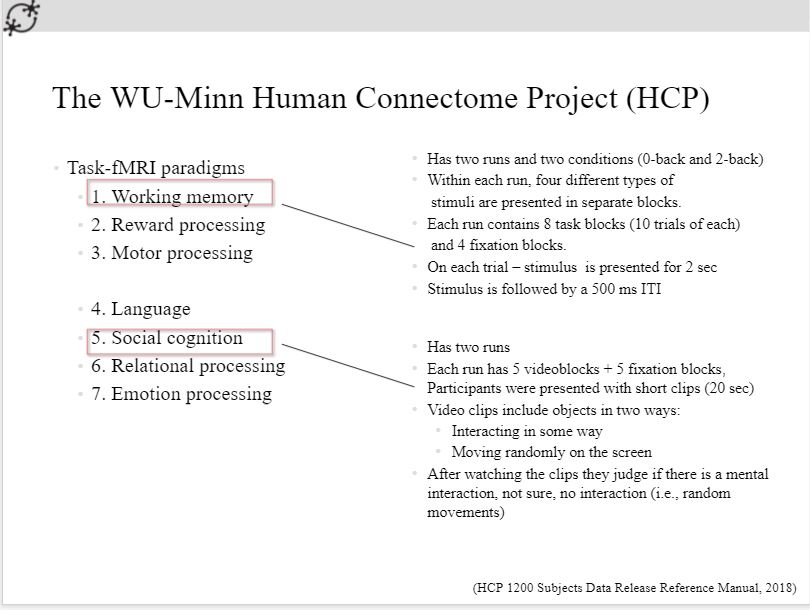 The WU-Minn Human Connectome Project (HCP)
Task-fMRI paradigms
1. Working memory
2. Reward processing
3. Motor processing
4. Language
5. Social cognition
6. Relational processing
7. Emotion processing
Has two runs and two conditions (0-back and 2-back)
Within each run, four different types of
stimuli are presented in separate blocks.
Each run contains 8 task blocks (10 trials of each)
and 4 fixation blocks.
On each trial – stimulus is presented for 2 sec
Stimulus is followed by a 500 ms ITI
Has two runs
Each run has 5 videoblocks + 5 fixation blocks,
Participants were presented with short clips (20 sec)
Video clips include objects in two ways:
Interacting in some way
Moving randomly on the screen
After watching the clips they judge if there is a mental
interaction, not sure, no interaction (i.e., random
movements)
(HCP 1200 Subjects Data Release Reference Manual, 2018)